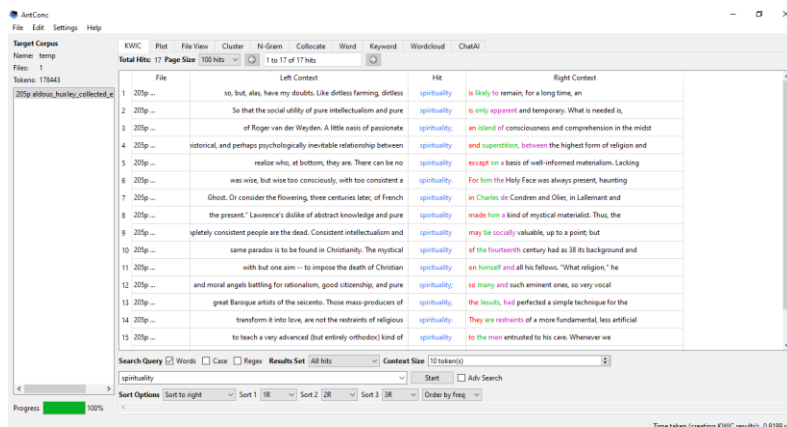 AntConc
File Edit Settings Help
Target Corpus
Name: temp
Files: 1
Tokens: 178443
205p aldous_huxley_collected_e
Progress 100%
KWIC Plot File View Cluster N-Gram Collocate Word Keyword Wordcloud ChatAI
Total Hits: 17 Page Size 100 hits 1 to 17 of 17 hits
File Left Context Hit Right Context
1 205p ... so, but, alas, have my doubts. Like dirtless farming, dirtless spirituality is likely to remain, for a long time, an
2 205p ... So that the social utility of pure intellectualism and pure spirituality is only apparent and temporary. What is needed is,
3 205p ... of Roger van der Weyden. A little oasis of passionate spirituality, an island of consciousness and comprehension in the midst
4 205p ... historical, and perhaps psychologically inevitable relationship between spirituality and superstition, between the highest form of religion and
5 205p ... realize who, at bottom, they are. There can be no spirituality except on a basis of well-informed materialism. Lacking
6 205p ... was wise, but wise too consciously, with too consistent a spirituality. For him the Holy Face was always present, haunting
7 205p ... Ghost. Or consider the flowering, three centuries later, of French spirituality in Charles de Condren and Olier, in Lallemant and
8 205p ... the present." Lawrence's dislike of abstract knowledge and pure spirituality made him a kind of mystical materialist. Thus, the
9 205p ... pletely consistent people are the dead. Consistent intellectualism and spirituality may be socially valuable, up to a point; but
10 205p ... same paradox is to be found in Christianity. The mystical spirituality of the fourteenth century had as 38 its background and
11 205p ... with but one aim -- to impose the death of Christian spirituality on himself and all his fellows. "What religion," he
12 205p ... and moral angels battling for rationalism, good citizenship, and pure spirituality; so many and such eminent ones, so very vocal
13 205p ... great Baroque artists of the seicento. Those mass-producers of spirituality, the Jesuits, had perfected a simple technique for the
14 205p ... transform it into love, are not the restraints of religious spirituality. They are restraints of a more fundamental, less artificial
15 205p ... to teach a very advanced (but entirely orthodox) kind of spirituality to the men entrusted to his care. Whenever we
Search Query Words Case Regex Results Set All hits Context Size 10 token(s)
spirituality Start Adv Search
Sort Options Sort to right Sort 1 1R Sort 2 2R Sort 3 3R Order by freq